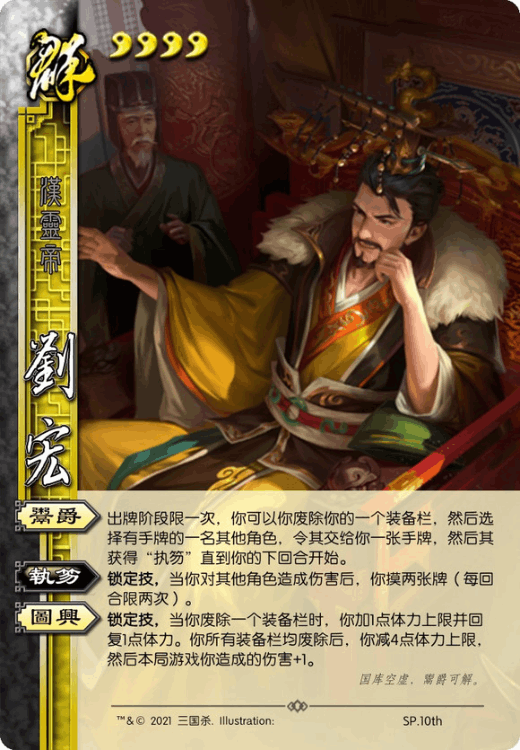 群
漢靈帝
劉宏
鬻爵
出牌阶段限一次，你可以你废除你的一个装备栏，然后选
择有手牌的一名其他角色，令其交给你一张手牌，然后其
获得“执笏”直到你的下回合开始。
執笏
锁定技，当你对其他角色造成伤害后，你摸两张牌（每回
合限两次）。
圖興
锁定技，当你废除一个装备栏时，你加1点体力上限并回
复1点体力。你所有装备栏均废除后，你减4点体力上限，
然后本局游戏你造成的伤害+1。
国库空虚，鬻爵可解。
™&© 2021 三国杀. Illustration:
SP.10th